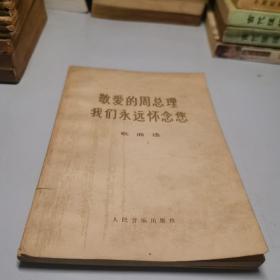 敬爱的周总理
我们永远怀念您
歌曲选
人民音乐出版社